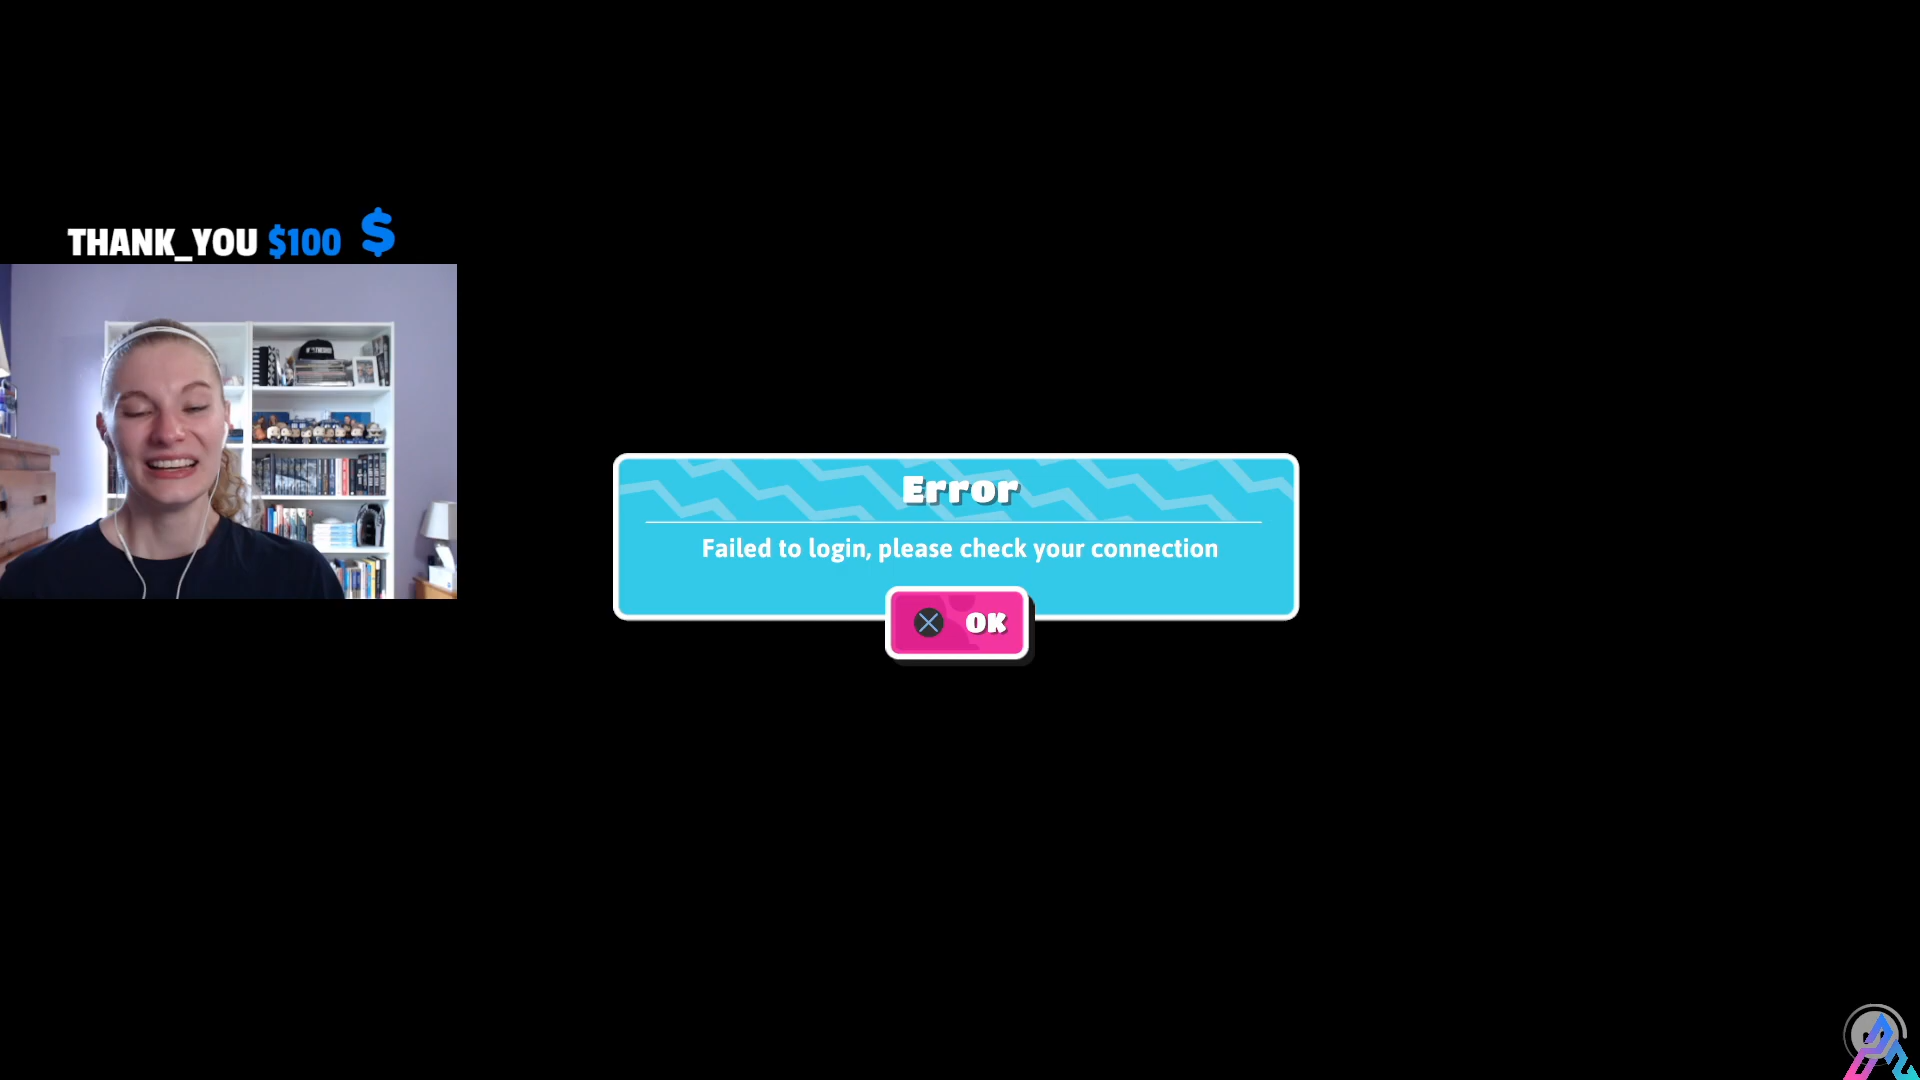 THANK_YOU $100 $
Error
Failed to login, please check your connection
OK